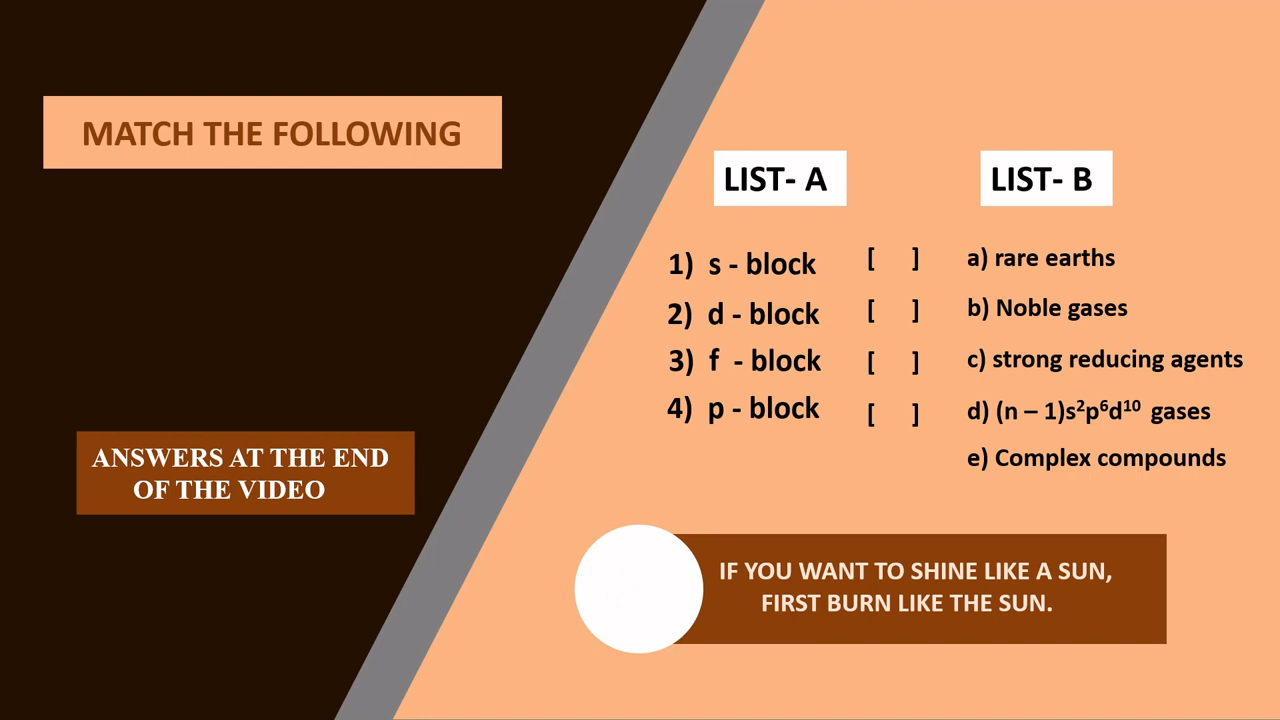 MATCH THE FOLLOWING
LIST- A
LIST- B
1) s - block [ ] a) rare earths
2) d - block [ ] b) Noble gases
3) f - block [ ] c) strong reducing agents
4) p - block [ ] d) (n – 1)s²p⁶d¹⁰ gases
e) Complex compounds
ANSWERS AT THE END
OF THE VIDEO
IF YOU WANT TO SHINE LIKE A SUN,
FIRST BURN LIKE THE SUN.